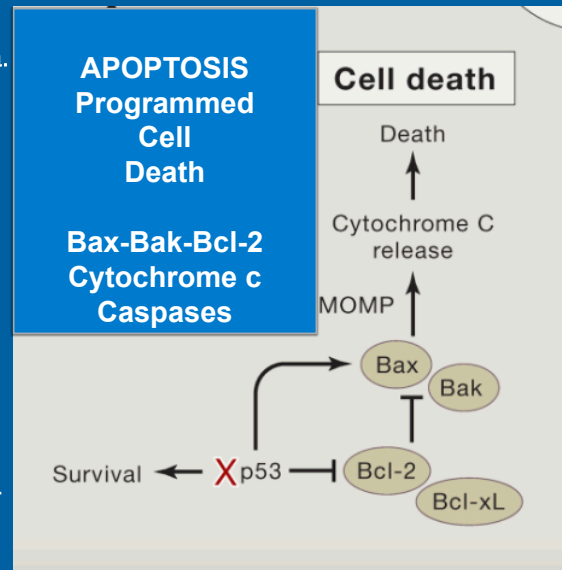 APOPTOSIS
Programmed
Cell
Death
Bax-Bak-Bcl-2
Cytochrome c
Caspases
Cell death
Death
Cytochrome C
release
MOMP
Bax
Bak
Survival
X p53
Bcl-2
Bcl-xL